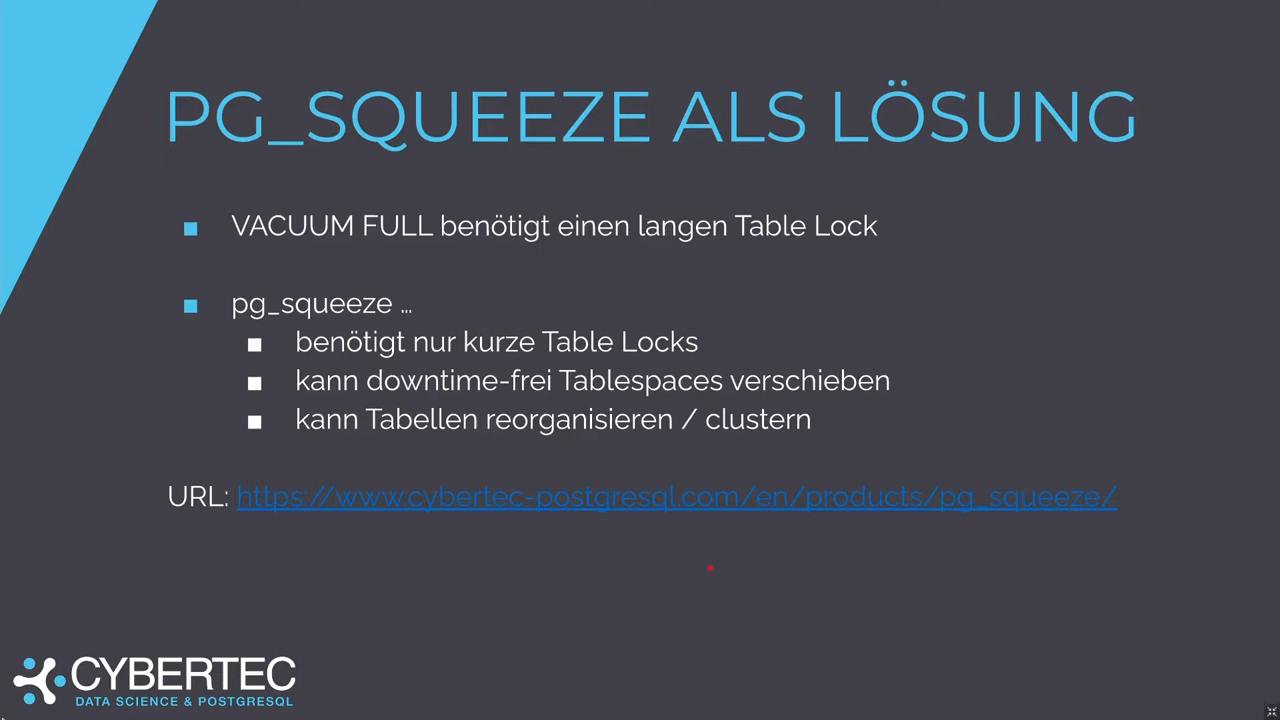 PG_SQUEEZE ALS LÖSUNG
VACUUM FULL benötigt einen langen Table Lock
pg_squeeze …
benötigt nur kurze Table Locks
kann downtime-frei Tablespaces verschieben
kann Tabellen reorganisieren / clustern
URL: https://www.cybertec-postgresql.com/en/products/pg_squeeze/
CYBERTEC
DATA SCIENCE & POSTGRESQL